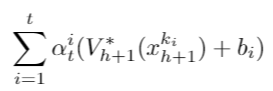 $$\sum_{i=1}^{t} \alpha_t^i (V_{h+1}^*(x_{h+1}^{k_i}) + b_i)$$